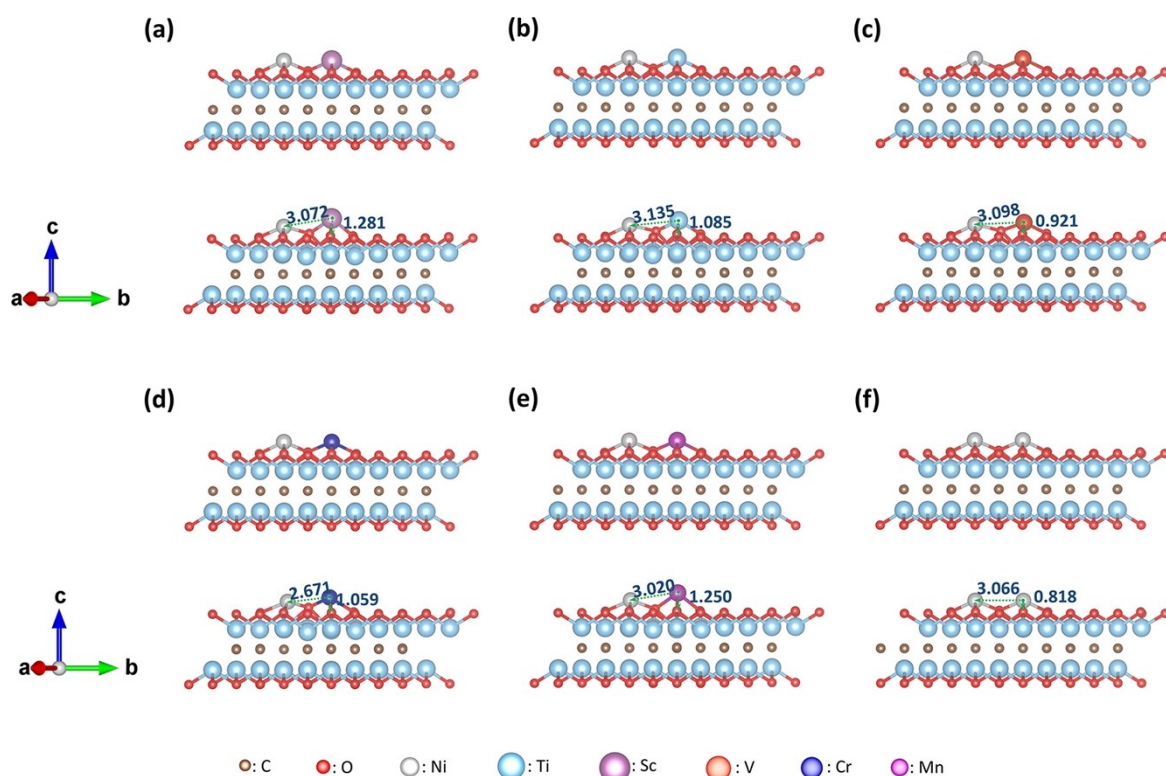 (a)
(b)
(c)
3.072
1.281
3.135
1.085
3.098
0.921
c
a
b
(d)
(e)
(f)
2.671
1.059
3.020
1.250
3.066
0.818
c
a
b
: C
: O
: Ni
: Ti
: Sc
: V
: Cr
: Mn